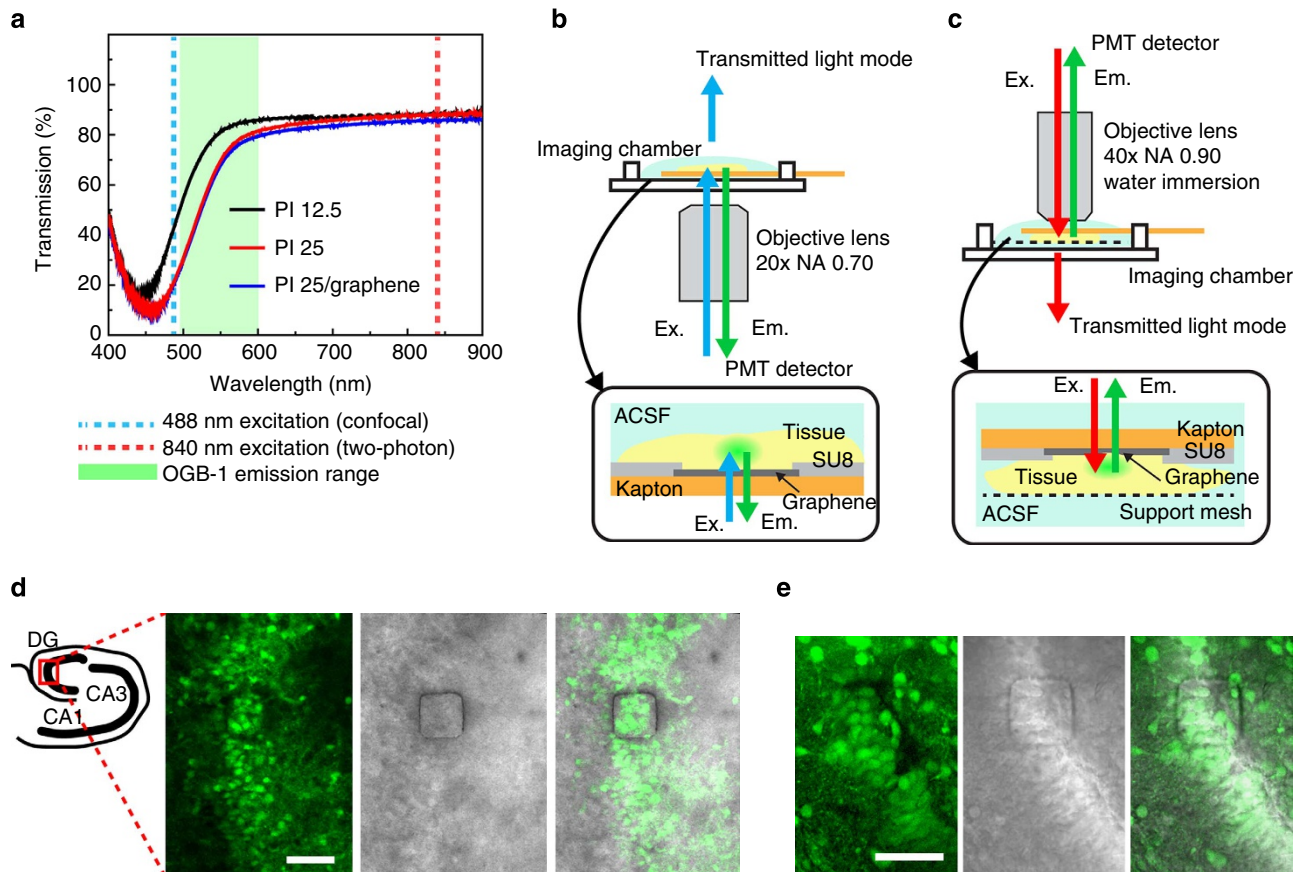 a
100
80
60
40
20
0
Transmission (%)
PI 12.5
PI 25
PI 25/graphene
400 500 600 700 800 900
Wavelength (nm)
488 nm excitation (confocal)
840 nm excitation (two-photon)
OGB-1 emission range
b
Transmitted light mode
Imaging chamber
Objective lens
20x NA 0.70
Ex.
Em.
PMT detector
ACSF
Tissue
SU8
Kapton
Graphene
Ex.
Em.
c
PMT detector
Ex.
Em.
Objective lens
40x NA 0.90
water immersion
Imaging chamber
Transmitted light mode
Ex.
Em.
Kapton
SU8
Graphene
Tissue
ACSF
Support mesh
d
DG
CA3
CA1
e